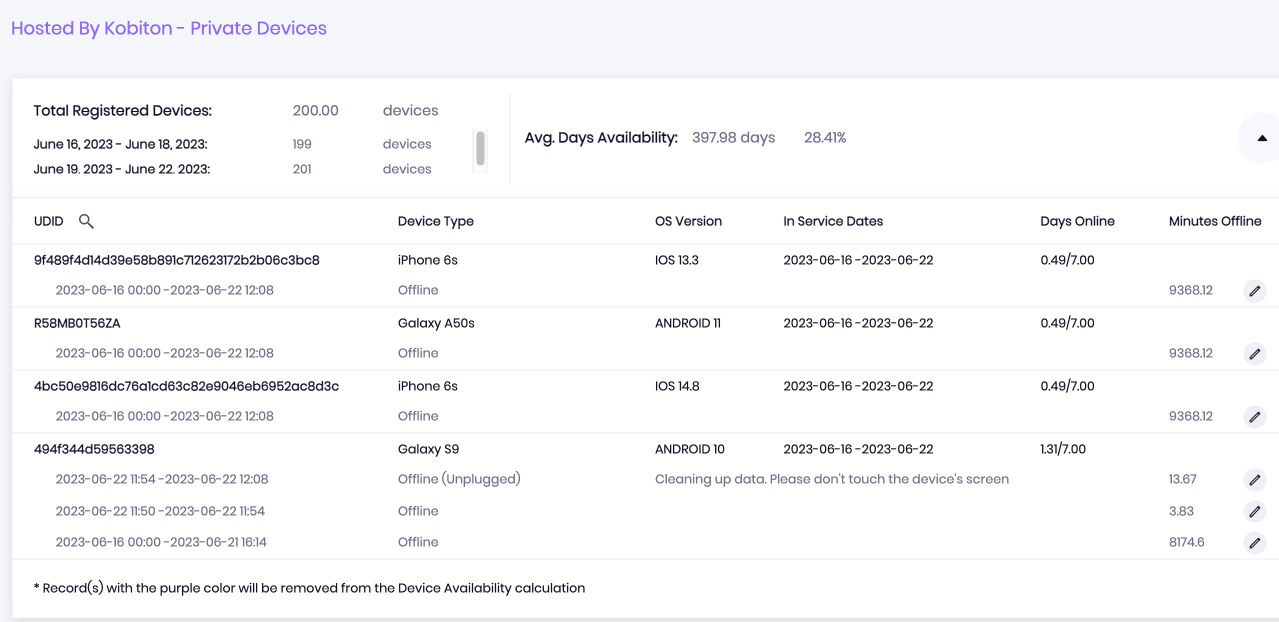 Hosted By Kobiton - Private Devices
Total Registered Devices: 200.00 devices
June 16, 2023 - June 18, 2023: 199 devices
June 19. 2023 - June 22. 2023: 201 devices
Avg. Days Availability: 397.98 days 28.41%
UDID Device Type OS Version In Service Dates Days Online Minutes Offline
9f489f4d14d39e58b891c712623172b2b06c3bc8 iPhone 6s IOS 13.3 2023-06-16 -2023-06-22 0.49/7.00
2023-06-16 00:00 -2023-06-22 12:08 Offline 9368.12
R58MB0T56ZA Galaxy A50s ANDROID 11 2023-06-16 -2023-06-22 0.49/7.00
2023-06-16 00:00 -2023-06-22 12:08 Offline 9368.12
4bc50e9816dc76a1cd63c82e9046eb6952ac8d3c iPhone 6s IOS 14.8 2023-06-16 -2023-06-22 0.49/7.00
2023-06-16 00:00 -2023-06-22 12:08 Offline 9368.12
494f344d59563398 Galaxy S9 ANDROID 10 2023-06-16 -2023-06-22 1.31/7.00
2023-06-22 11:54 -2023-06-22 12:08 Offline (Unplugged) Cleaning up data. Please don't touch the device's screen 13.67
2023-06-22 11:50 -2023-06-22 11:54 Offline 3.83
2023-06-16 00:00 -2023-06-21 16:14 Offline 8174.6
* Record(s) with the purple color will be removed from the Device Availability calculation